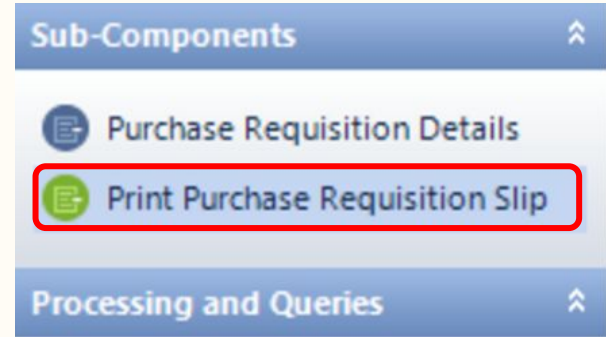 Sub-Components
Purchase Requisition Details
Print Purchase Requisition Slip
Processing and Queries